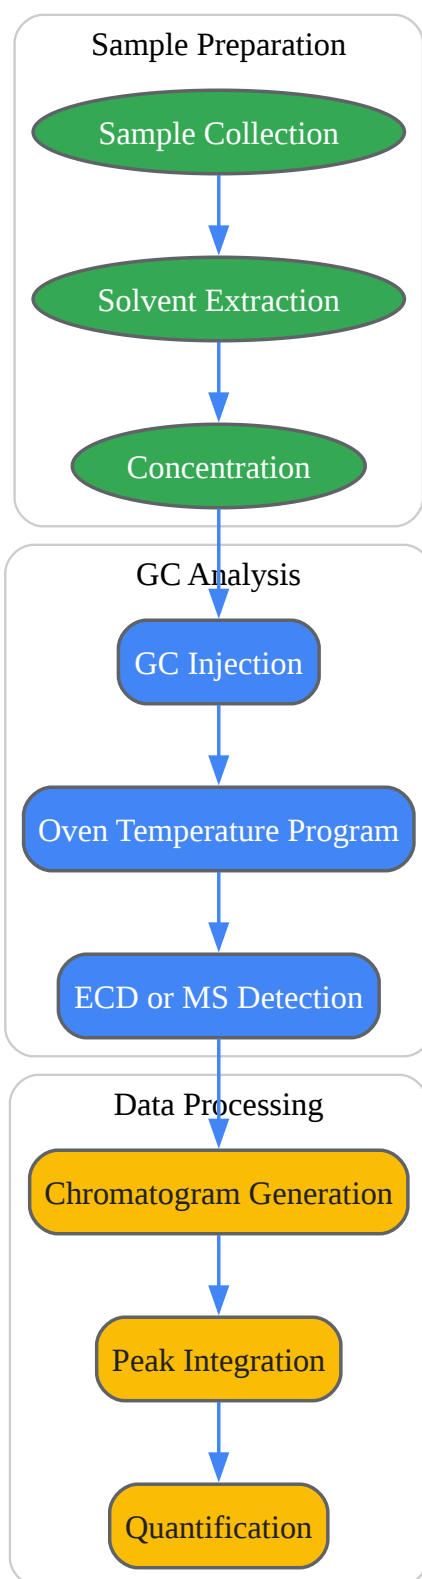 Sample Preparation
Sample Collection
Solvent Extraction
Concentration
GC Analysis
GC Injection
Oven Temperature Program
ECD or MS Detection
Data Processing
Chromatogram Generation
Peak Integration
Quantification